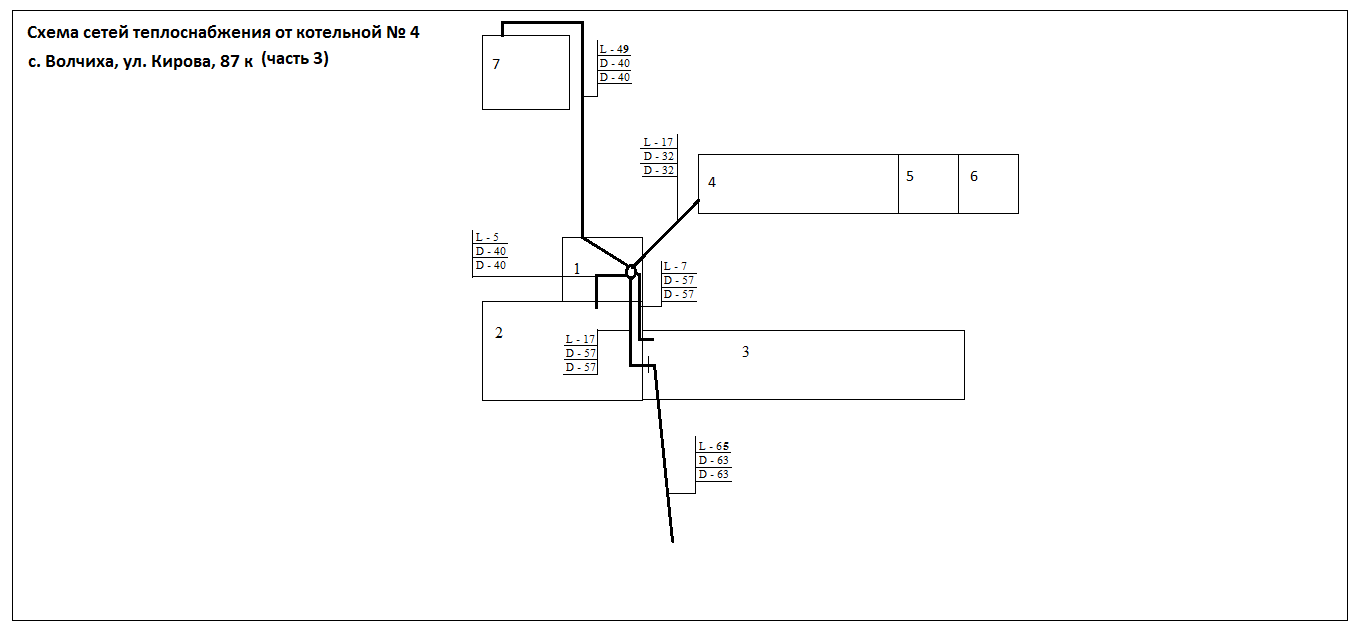 Схема сетей теплоснабжения от котельной № 4
с. Волчиха, ул. Кирова, 87 к (часть 3)
7
L - 49
D - 40
D - 40
L - 17
D - 32
D - 32
4
5
6
L - 5
D - 40
D - 40
1
L - 7
D - 57
D - 57
2
L - 17
D - 57
D - 57
3
L - 65
D - 63
D - 63